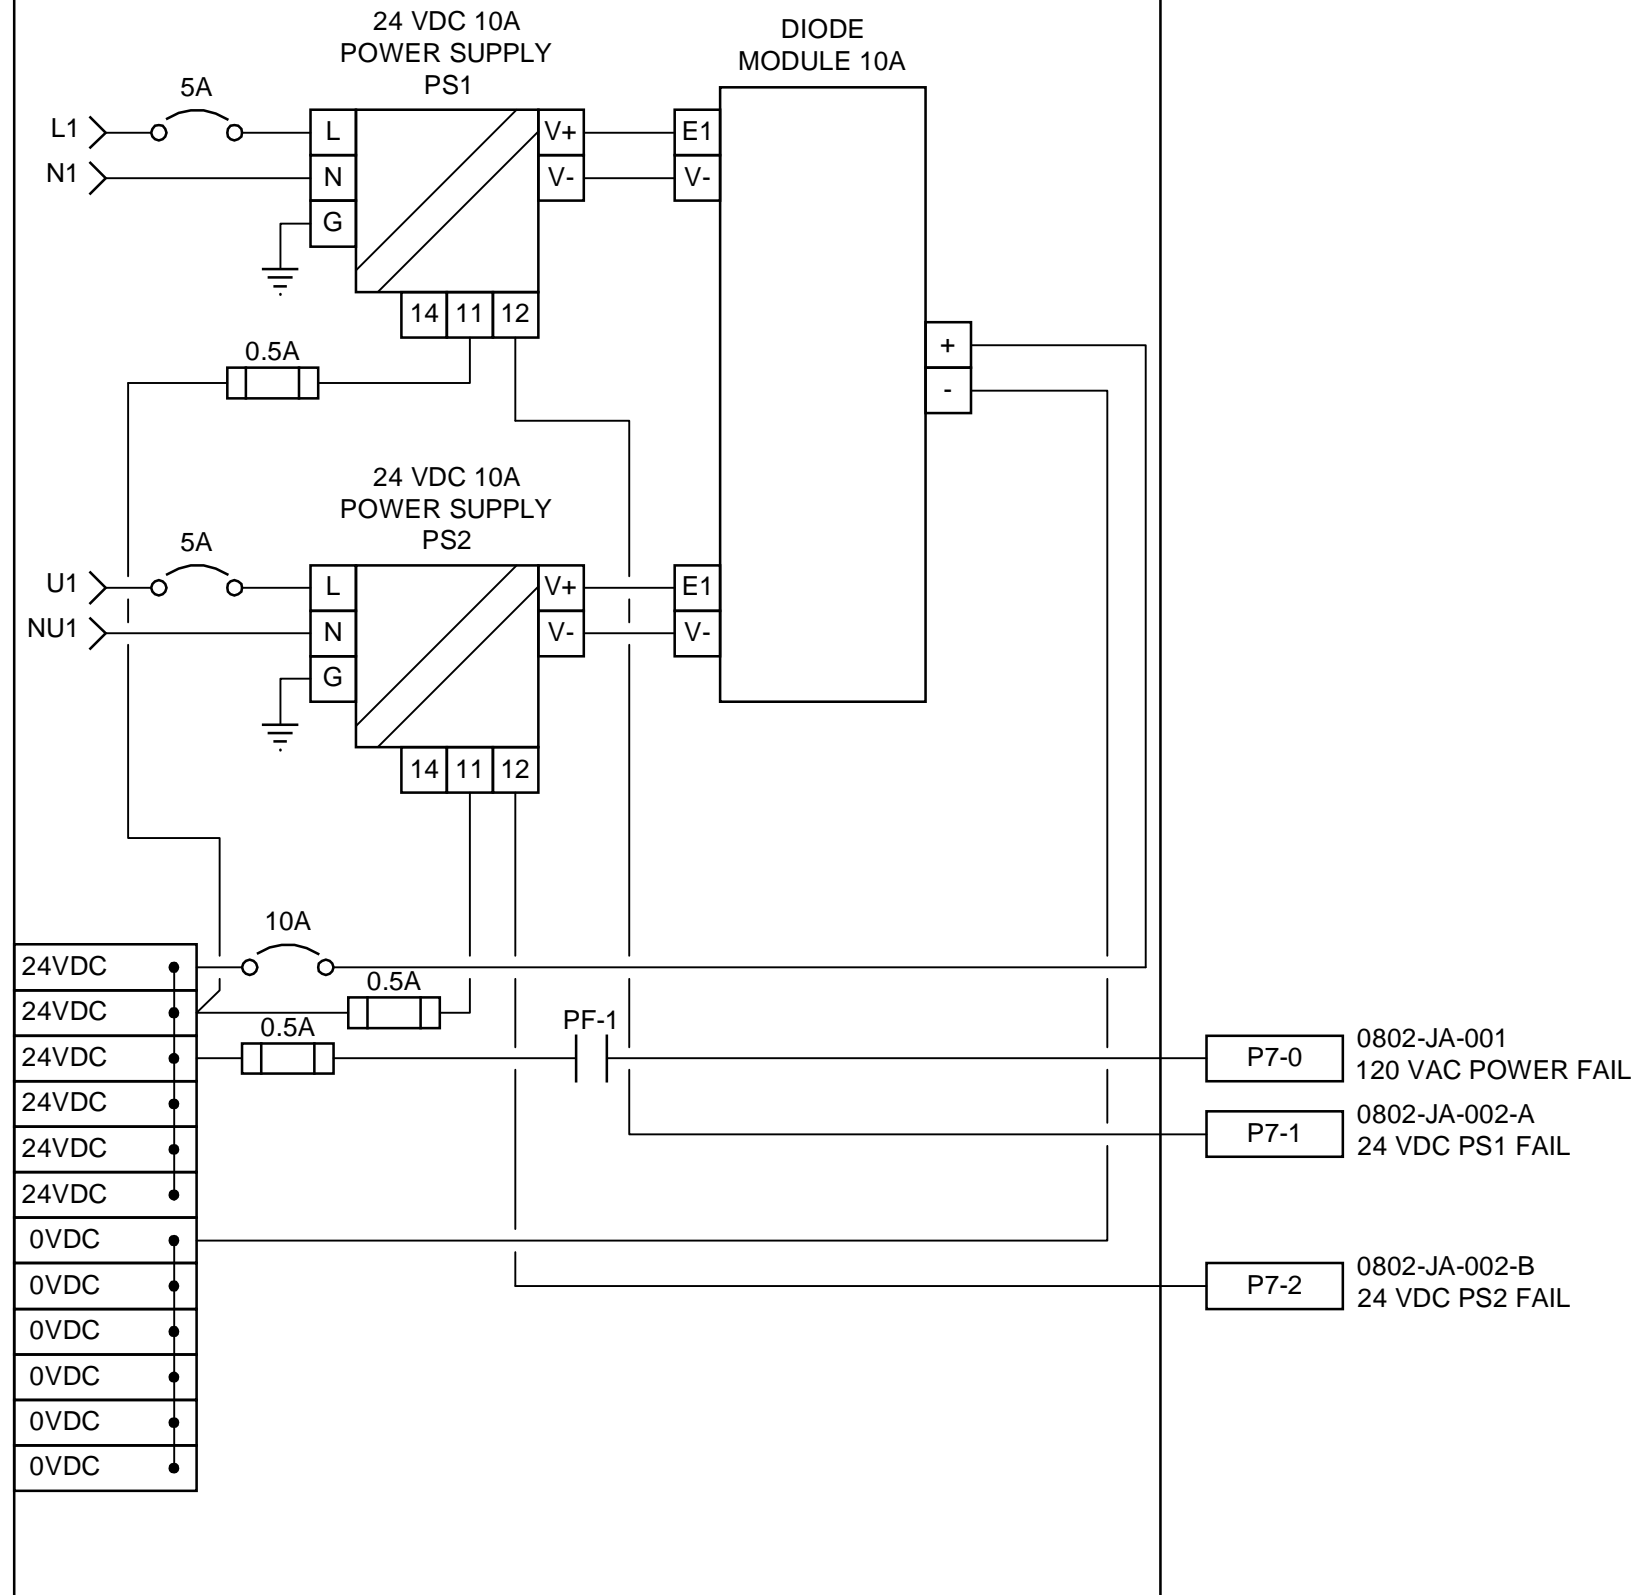 24 VDC 10A
POWER SUPPLY
PS1
DIODE
MODULE 10A
5A
L1
L
V+
E1
N1
N
V-
V-
G
14 11 12
+
-
0.5A
24 VDC 10A
POWER SUPPLY
PS2
5A
U1
L
V+
E1
NU1
N
V-
V-
G
14 11 12
10A
24VDC
0.5A
24VDC
0.5A
PF-1
24VDC
P7-0
0802-JA-001
120 VAC POWER FAIL
24VDC
24VDC
P7-1
0802-JA-002-A
24 VDC PS1 FAIL
24VDC
0VDC
0VDC
P7-2
0802-JA-002-B
24 VDC PS2 FAIL
0VDC
0VDC
0VDC
0VDC